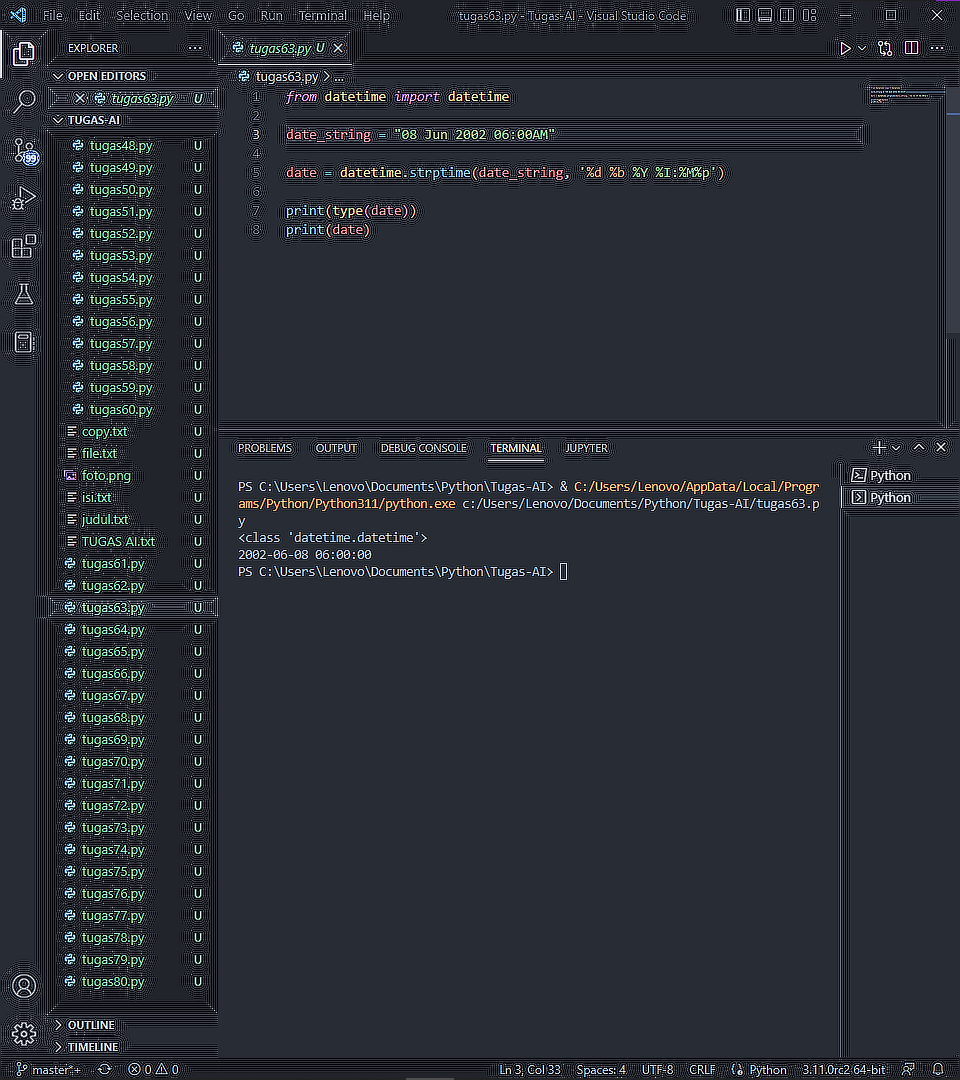 File Edit Selection View Go Run Terminal Help tugas63.py - Tugas-AI - Visual Studio Code
EXPLORER
OPEN EDITORS
tugas63.py U
TUGAS-AI
tugas48.py U
tugas49.py U
tugas50.py U
tugas51.py U
tugas52.py U
tugas53.py U
tugas54.py U
tugas55.py U
tugas56.py U
tugas57.py U
tugas58.py U
tugas59.py U
tugas60.py U
copy.txt U
file.txt U
foto.png U
isi.txt U
judul.txt U
TUGAS AI.txt U
tugas61.py U
tugas62.py U
tugas63.py U
tugas64.py U
tugas65.py U
tugas66.py U
tugas67.py U
tugas68.py U
tugas69.py U
tugas70.py U
tugas71.py U
tugas72.py U
tugas73.py U
tugas74.py U
tugas75.py U
tugas76.py U
tugas77.py U
tugas78.py U
tugas79.py U
tugas80.py U
OUTLINE
TIMELINE
99
tugas63.py U
tugas63.py > ...
1 from datetime import datetime
2
3 date_string = "08 Jun 2002 06:00AM"
4
5 date = datetime.strptime(date_string, '%d %b %Y %I:%M%p')
6
7 print(type(date))
8 print(date)
PROBLEMS OUTPUT DEBUG CONSOLE TERMINAL JUPYTER
PS C:\Users\Lenovo\Documents\Python\Tugas-AI> & C:/Users/Lenovo/AppData/Local/Progr
ams/Python/Python311/python.exe c:/Users/Lenovo/Documents/Python/Tugas-AI/tugas63.p
y
<class 'datetime.datetime'>
2002-06-08 06:00:00
PS C:\Users\Lenovo\Documents\Python\Tugas-AI>
Python
Python
master*+ 0 0 Ln 3, Col 33 Spaces: 4 UTF-8 CRLF Python 3.11.0rc2 64-bit